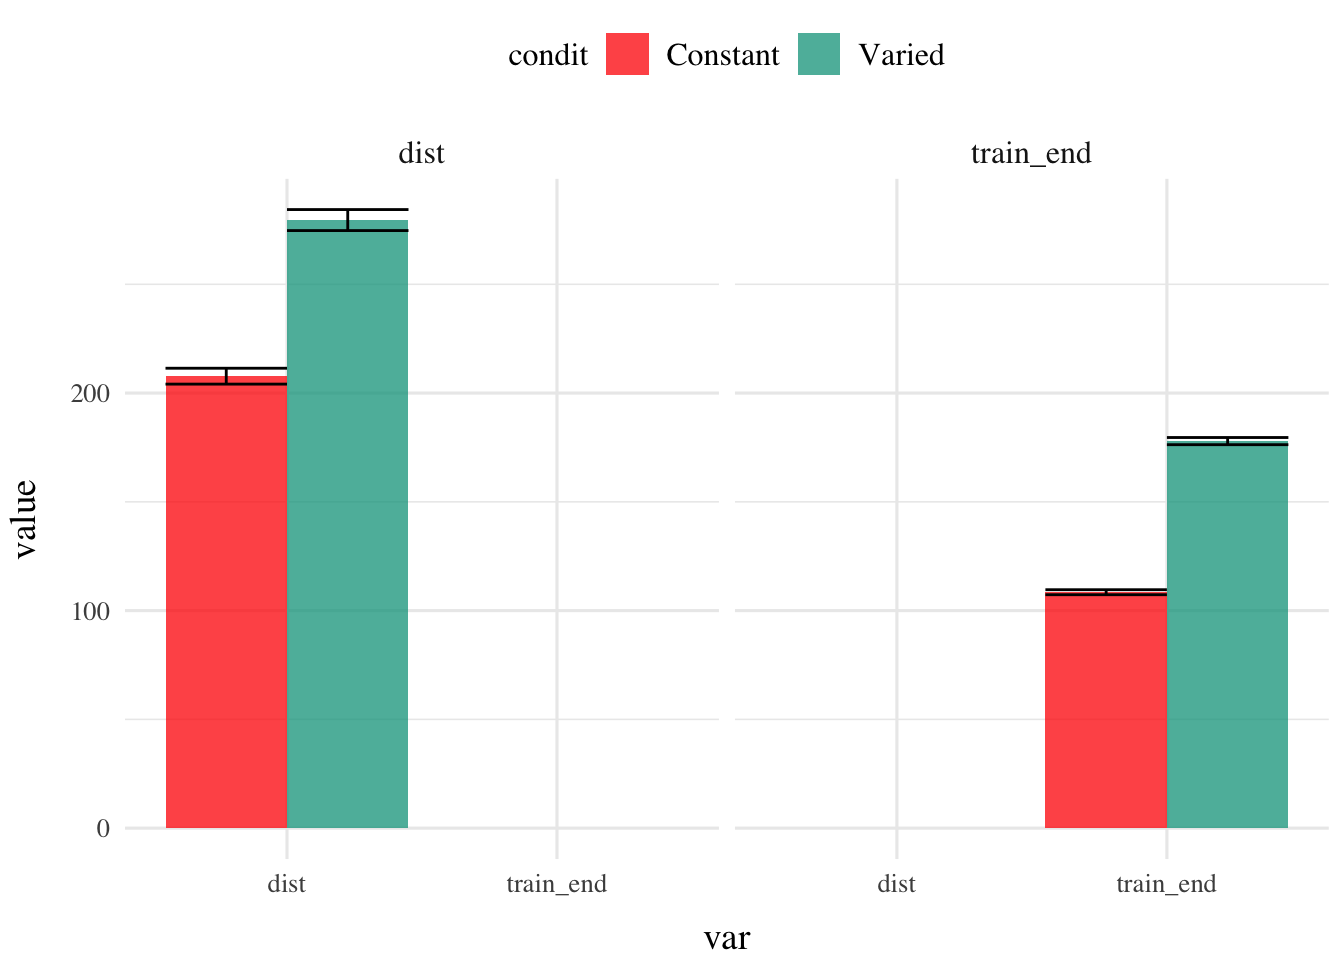 condit Constant Varied
dist train_end
value
200
100
0
dist train_end dist train_end
var